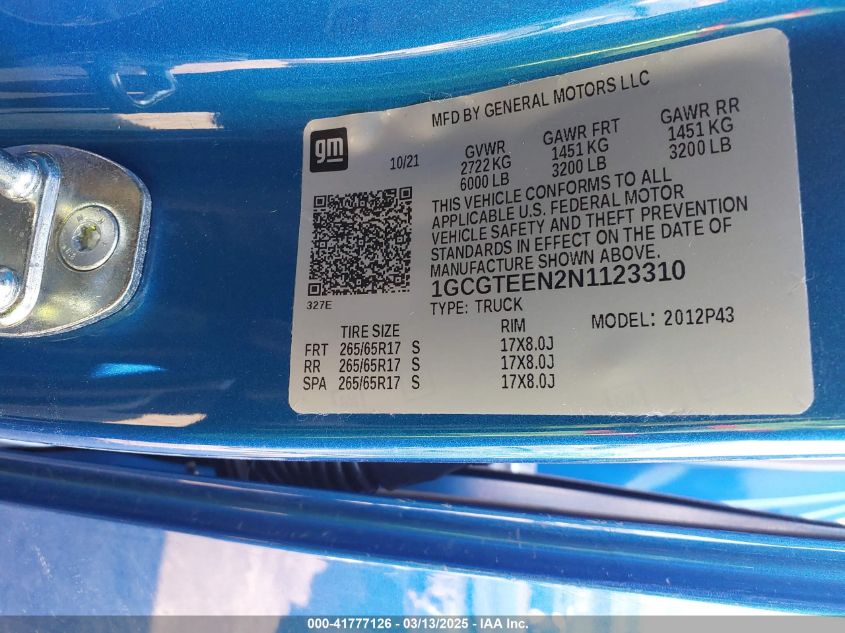 MFD BY GENERAL MOTORS LLC
gm
10/21
GVWR GAWR FRT GAWR RR
2722 KG 1451 KG 1451 KG
6000 LB 3200 LB 3200 LB
THIS VEHICLE CONFORMS TO ALL
APPLICABLE U.S. FEDERAL MOTOR
VEHICLE SAFETY AND THEFT PREVENTION
STANDARDS IN EFFECT ON THE DATE OF
MANUFACTURE SHOWN ABOVE.
1GCGTEEN2N1123310
327E
TYPE: TRUCK MODEL: 2012P43
TIRE SIZE RIM
FRT 265/65R17 S 17X8.0J
RR 265/65R17 S 17X8.0J
SPA 265/65R17 S 17X8.0J
000-41777126 - 03/13/2025 - IAA Inc.